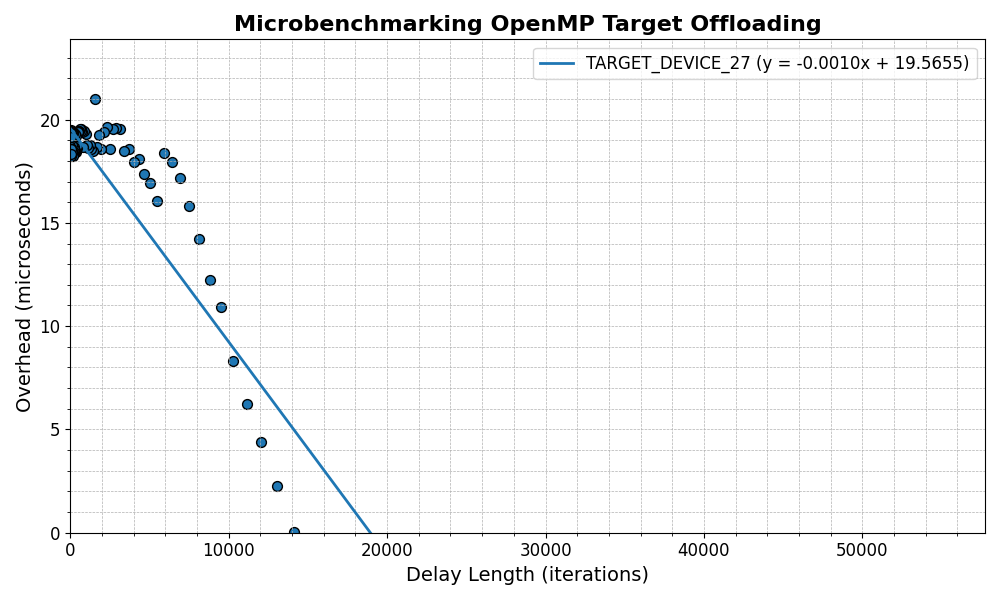 Microbenchmarking OpenMP Target Offloading
TARGET_DEVICE_27 (y = -0.0010x + 19.5655)
Overhead (microseconds)
20
15
10
5
0
0 10000 20000 30000 40000 50000
Delay Length (iterations)